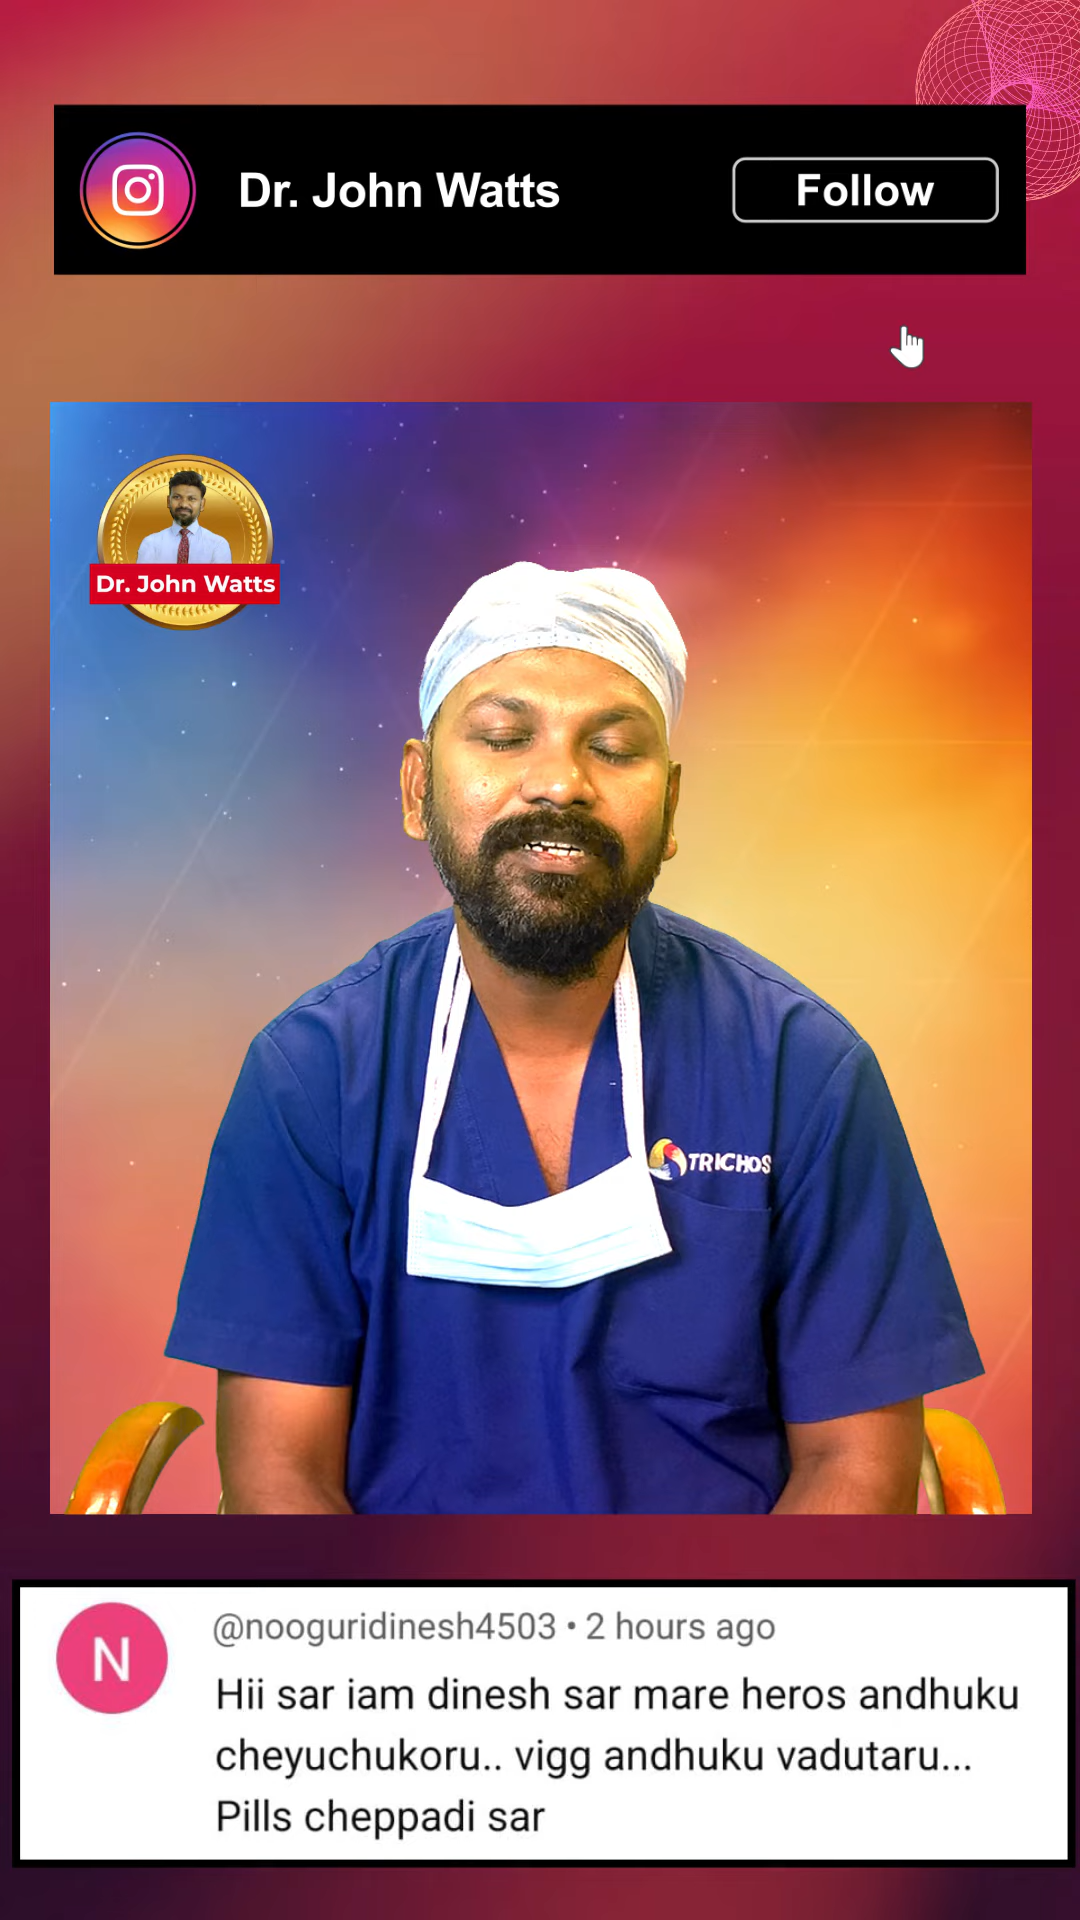 Dr. John Watts
Follow
Dr. John Watts
TRICHOS
N
@nooguridinesh4503 • 2 hours ago
Hii sar iam dinesh sar mare heros andhuku
cheyuchukoru.. vigg andhuku vadutaru...
Pills cheppadi sar